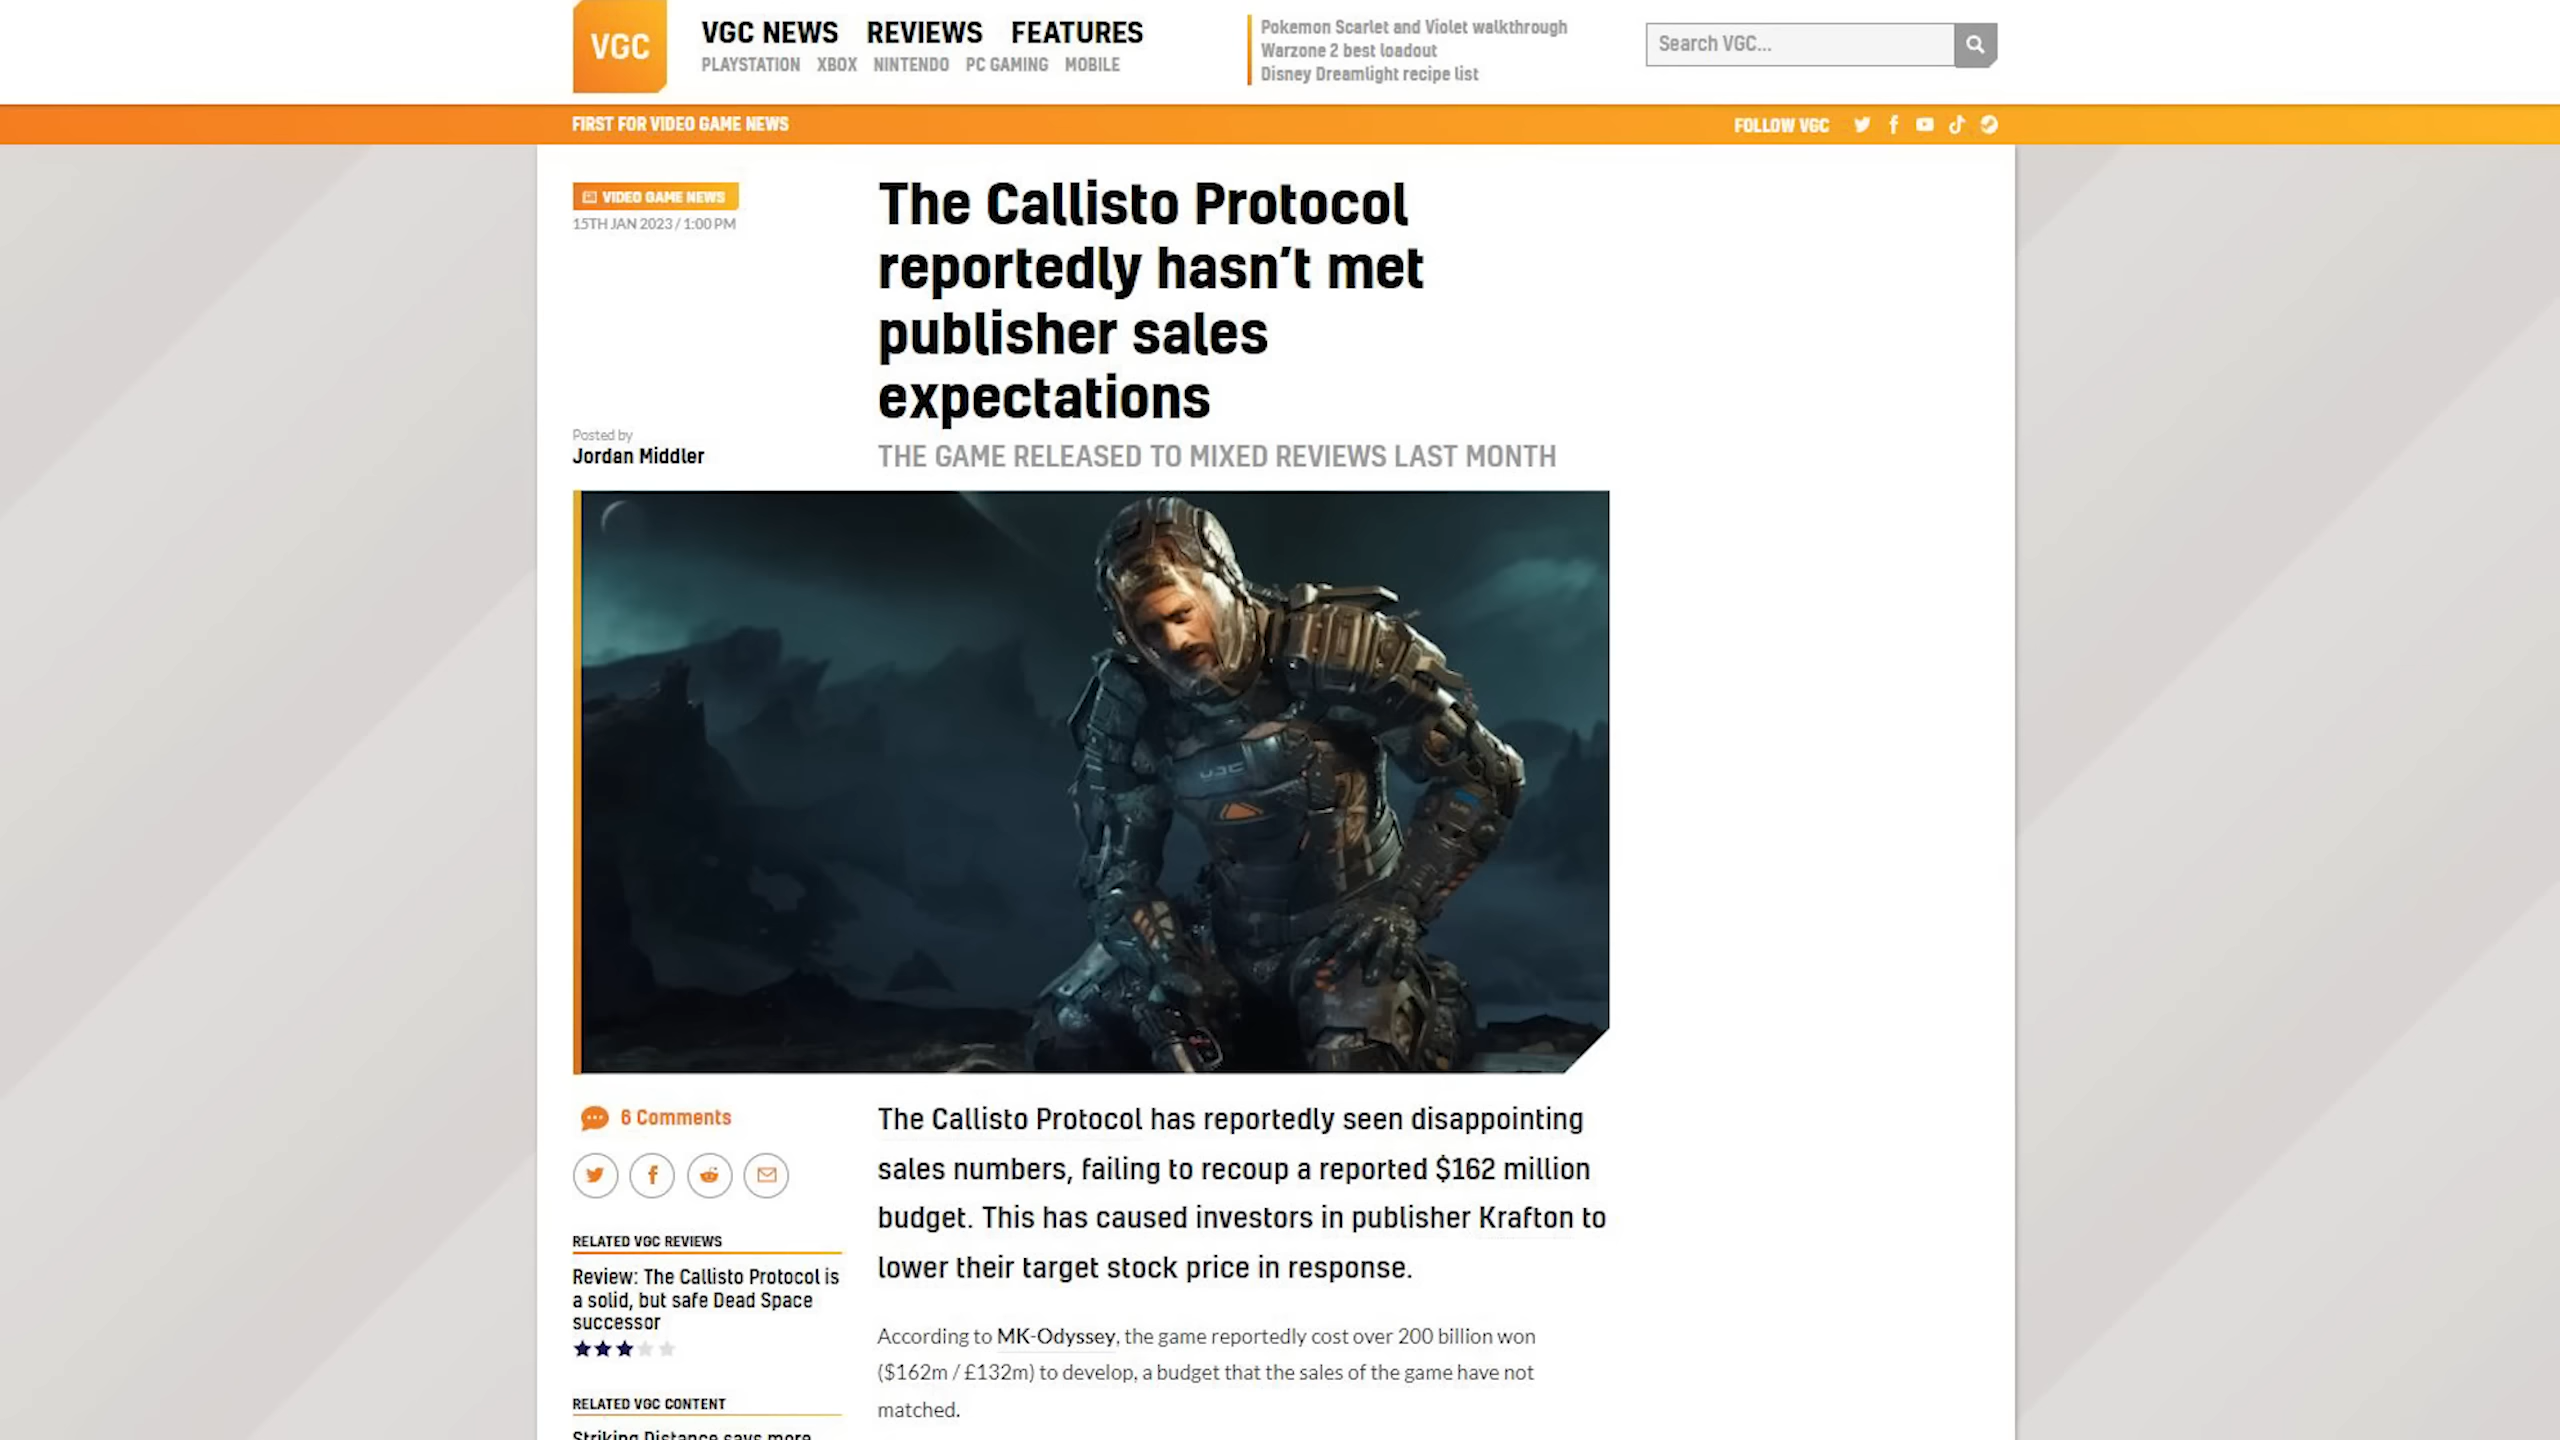 VGC
VGC NEWS REVIEWS FEATURES
PLAYSTATION XBOX NINTENDO PC GAMING MOBILE
Pokemon Scarlet and Violet walkthrough
Warzone 2 best loadout
Disney Dreamlight recipe list
Search VGC...
FIRST FOR VIDEO GAME NEWS
FOLLOW VGC
VIDEO GAME NEWS
15TH JAN 2023 / 1:00 PM
The Callisto Protocol
reportedly hasn't met
publisher sales
expectations
Posted by
Jordan Middler
THE GAME RELEASED TO MIXED REVIEWS LAST MONTH
UJC
6 Comments
The Callisto Protocol has reportedly seen disappointing
sales numbers, failing to recoup a reported $162 million
budget. This has caused investors in publisher Krafton to
lower their target stock price in response.
RELATED VGC REVIEWS
Review: The Callisto Protocol is
a solid, but safe Dead Space
successor
According to MK-Odyssey, the game reportedly cost over 200 billion won
($162m / £132m) to develop, a budget that the sales of the game have not
matched.
RELATED VGC CONTENT
Striking Distance says more